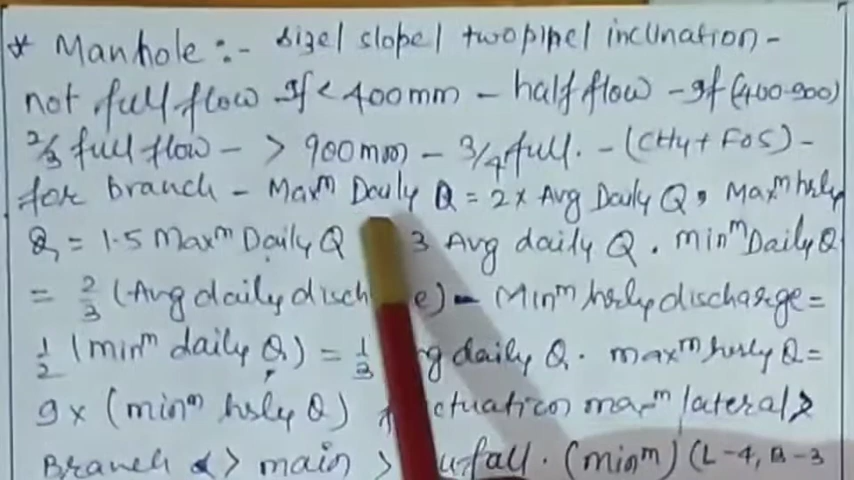 * Manhole :- size/ slope/ two pipe/ inclination -
not full flow - If < 400mm - half flow - If (400-900)
2/3 full flow - > 900mm - 3/4 full. - (CH4 + FOS) -
for branch - Maxm Daily Q = 2 x Avg Daily Q, Maxm hrly
Q = 1.5 Maxm Daily Q 3 Avg daily Q. minm Daily Q
= 2/3 (Avg daily disch e) - Minm hrly discharge =
1/2 (minm daily Q) = 1/3 g daily Q. maxm hrly Q =
9 x (minm hrly Q) ctuation maxm lateral >
Branch > main > fall. (minm) (L-4, B-3